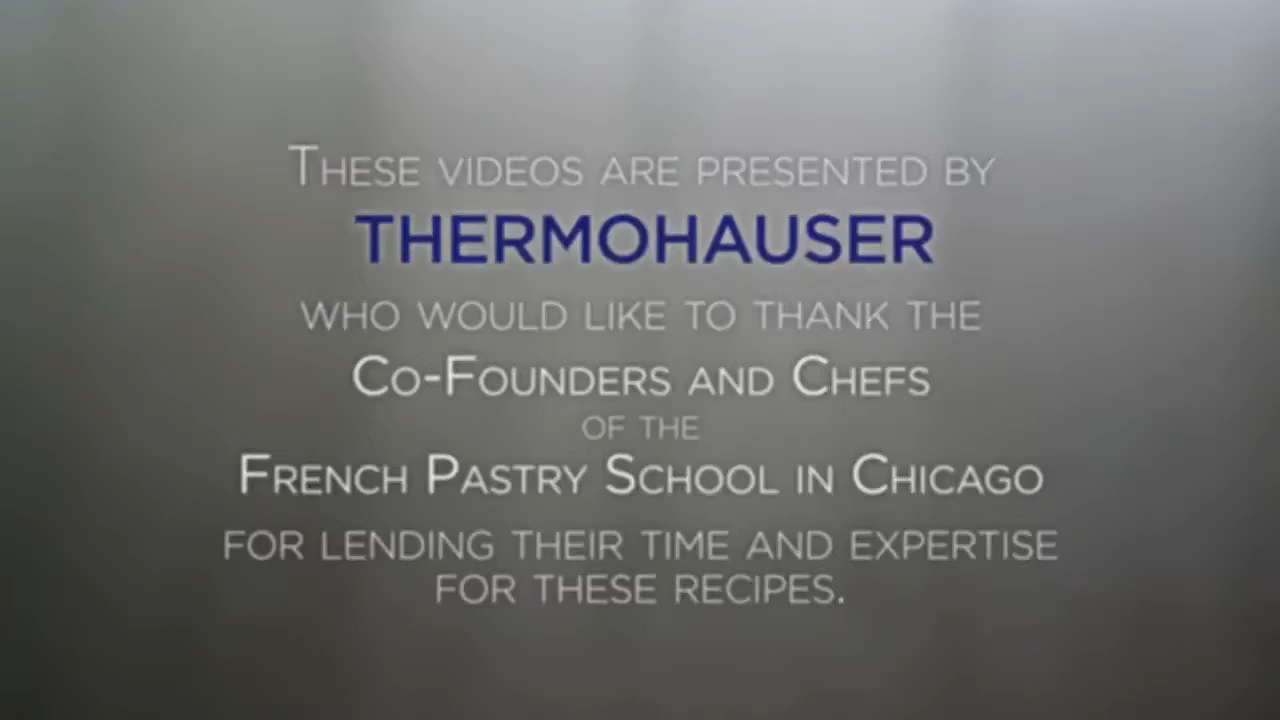 These videos are presented by
THERMOHAUSER
who would like to thank the
Co-Founders and Chefs
of the
French Pastry School in Chicago
for lending their time and expertise
for these recipes.